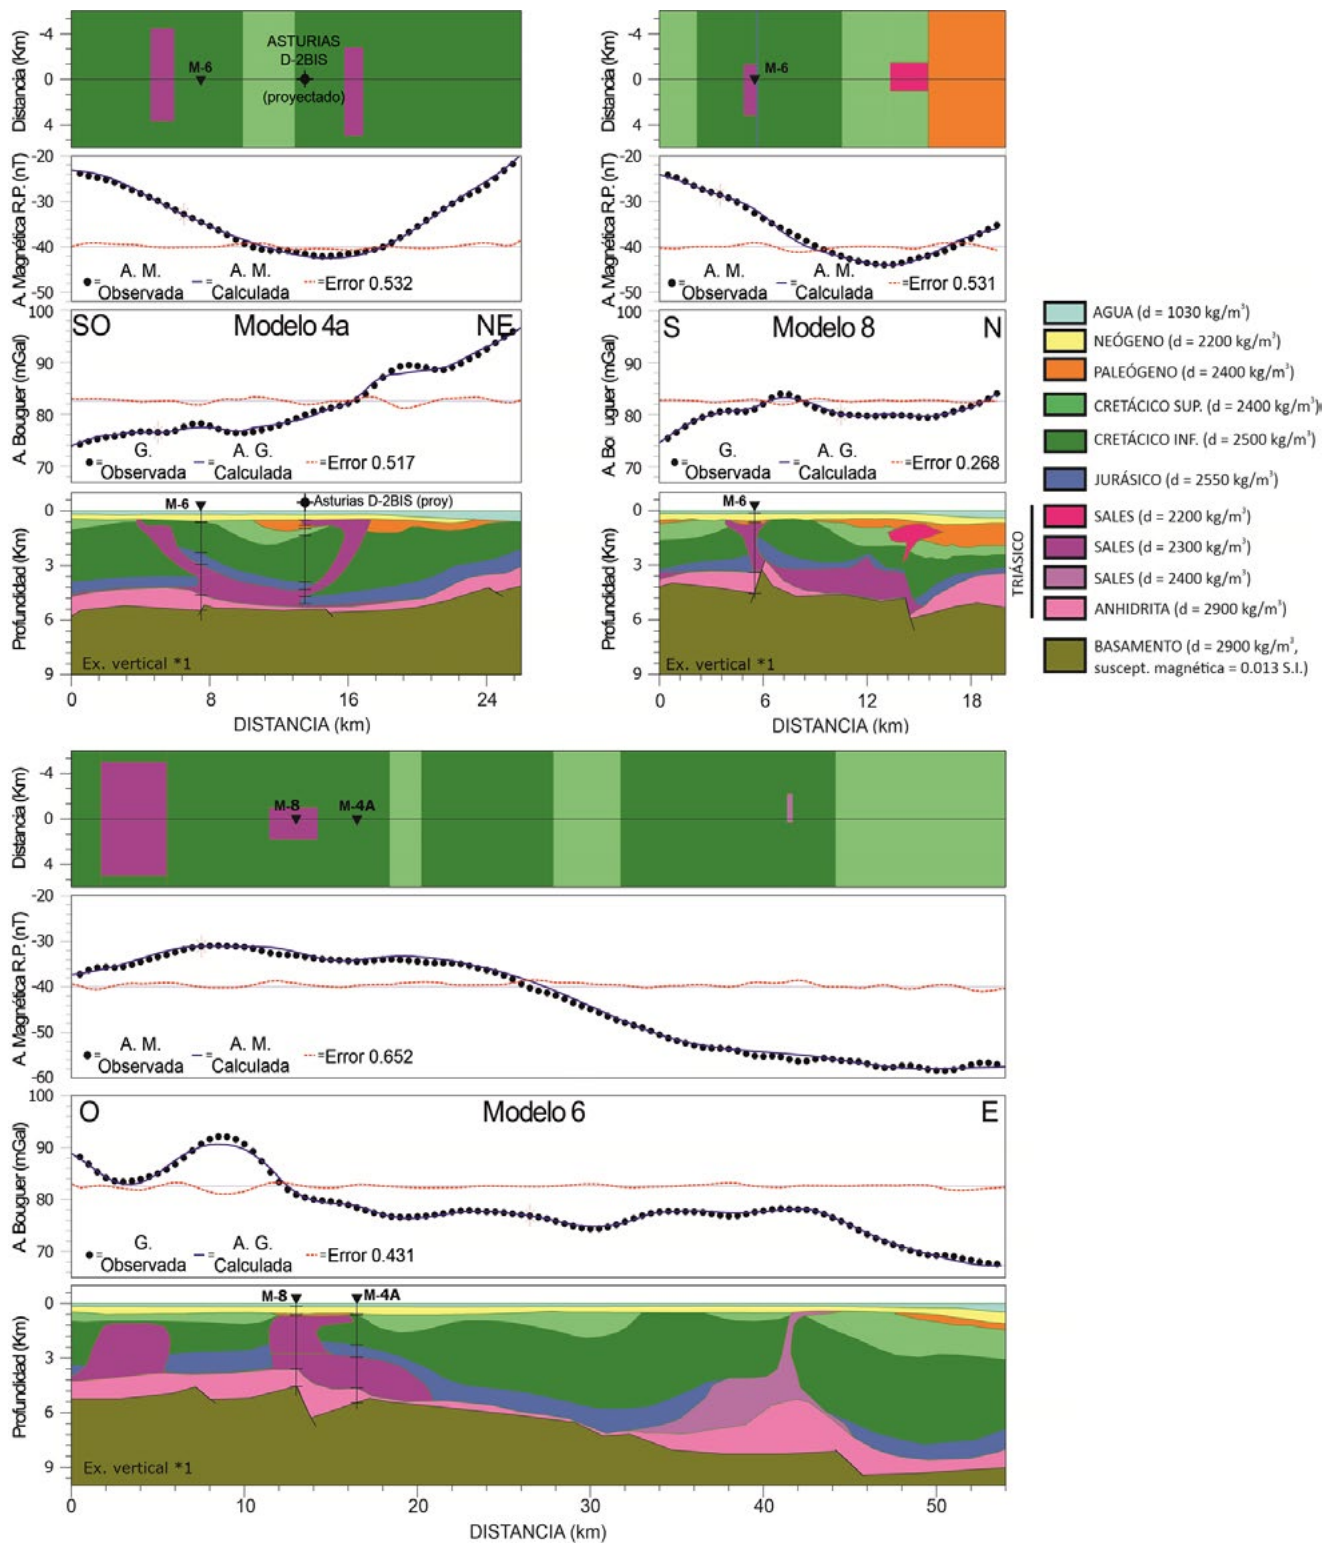 Distancia (Km)
-4
0
4
M-6
ASTURIAS
D-2BIS
(proyectado)
A. Magnética R.P. (nT)
-20
-30
-40
-50
A. M. Observada
A. M. Calculada
Error 0.532
A. Bouguer (mGal)
100
90
80
70
SO
Modelo 4a
NE
G. Observada
A. G. Calculada
Error 0.517
Profundidad (Km)
0
3
6
9
M-6
Asturias D-2BIS (proy)
Ex. vertical *1
0 8 16 24
DISTANCIA (km)
Distancia (Km)
-4
0
4
M-6
A. Magnética R.P. (nT)
-20
-30
-40
-50
A. M. Observada
A. M. Calculada
=Error 0.531
A. Bo uguer (mGal)
100
90
80
70
S
Modelo 8
N
G. Observada
A. G. Calculada
=Error 0.268
Profundidad (Km)
0
3
6
9
M-6
Ex. vertical *1
0 6 12 18
DISTANCIA (km)
AGUA (d = 1030 kg/m³)
NEÓGENO (d = 2200 kg/m³)
PALEÓGENO (d = 2400 kg/m³)
CRETÁCICO SUP. (d = 2400 kg/m³)
CRETÁCICO INF. (d = 2500 kg/m³)
JURÁSICO (d = 2550 kg/m³)
TRIÁSICO
SALES (d = 2200 kg/m³)
SALES (d = 2300 kg/m³)
SALES (d = 2400 kg/m³)
ANHIDRITA (d = 2900 kg/m³)
BASAMENTO (d = 2900 kg/m³,
suscept. magnética = 0.013 S.I.)
Distancia (Km)
-4
0
4
M-8
M-4A
A. Magnética R.P. (nT)
-20
-30
-40
-50
-60
A. M. Observada
A. M. Calculada
=Error 0.652
A. Bouguer (mGal)
100
90
80
70
O
Modelo 6
E
G. Observada
A. G. Calculada
=Error 0.431
Profundidad (Km)
0
3
6
9
M-8
M-4A
Ex. vertical *1
0 10 20 30 40 50
DISTANCIA (km)